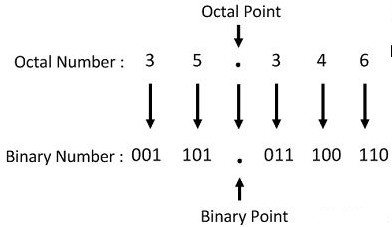 Octal Point
Octal Number : 3 5 . 3 4 6
Binary Number : 001 101 . 011 100 110
Binary Point